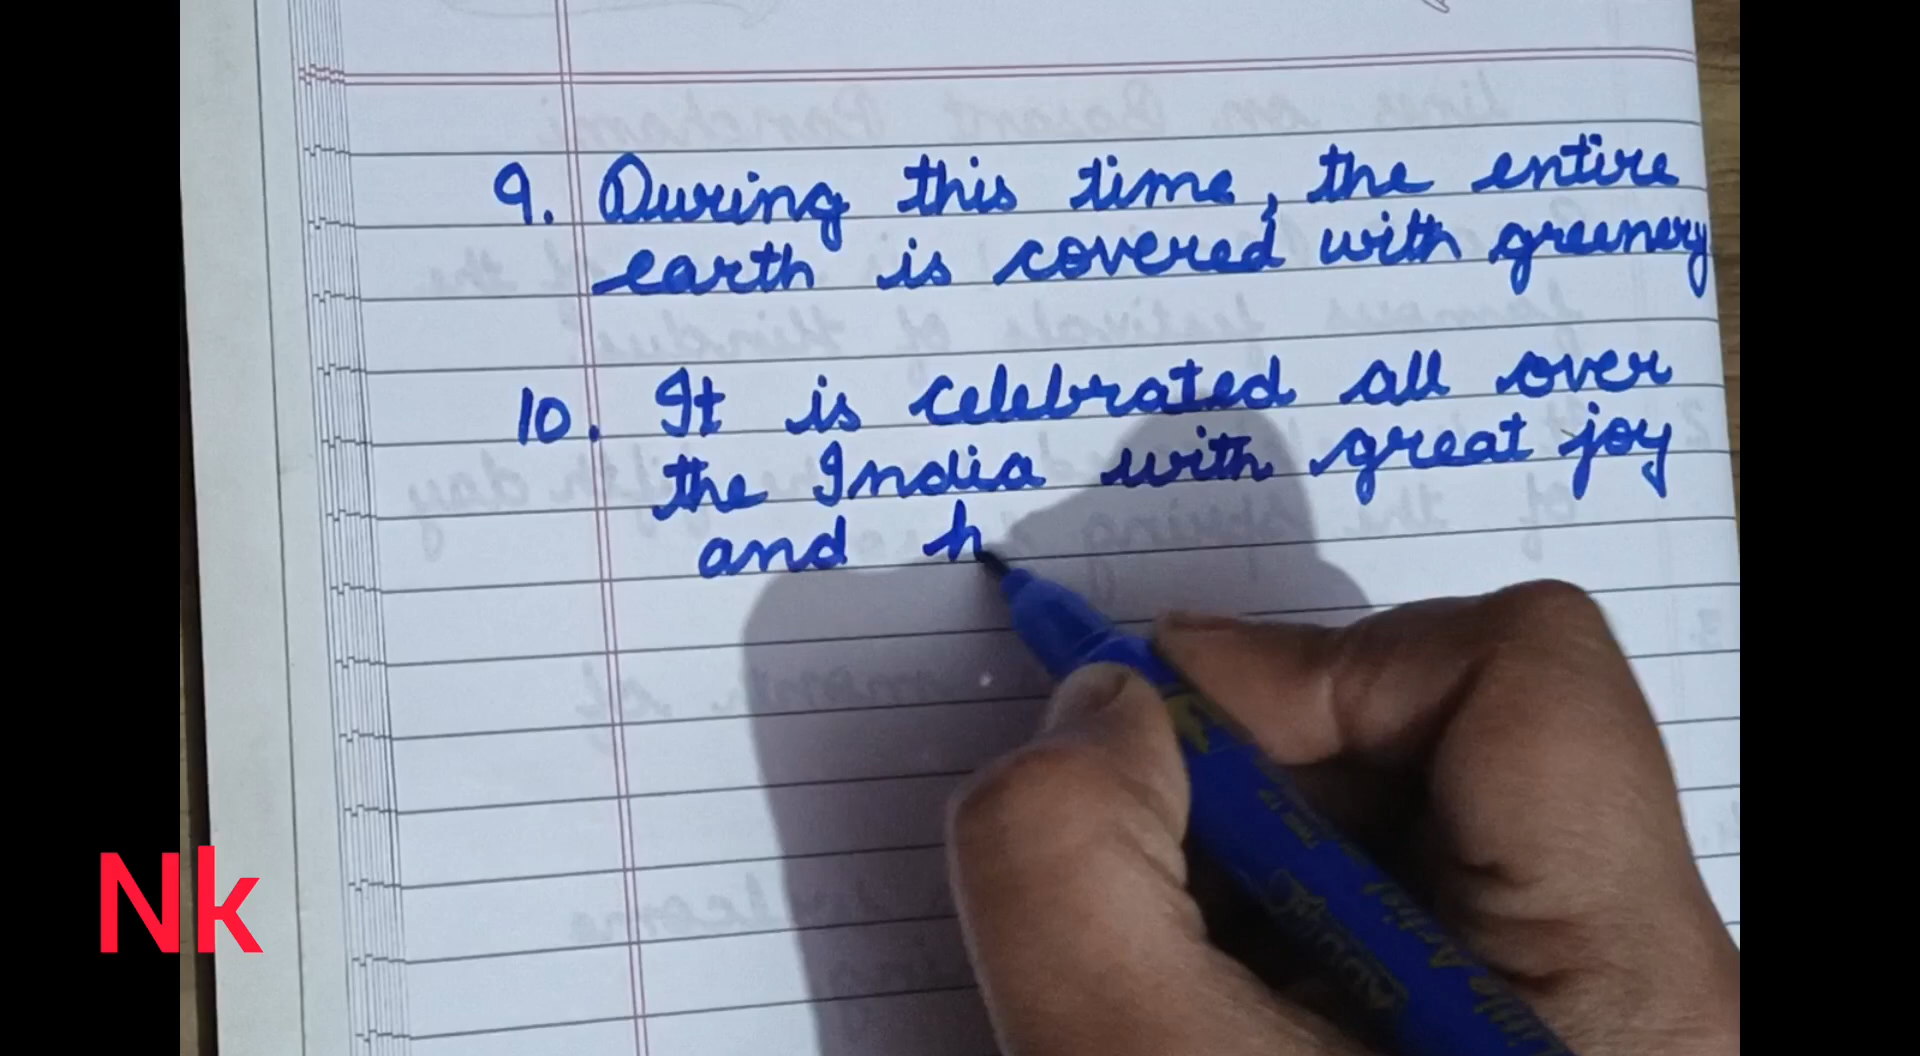 9. During this time, the entire
earth is covered with greenery
10. It is celebrated all over
the India with great joy
and h
Nk